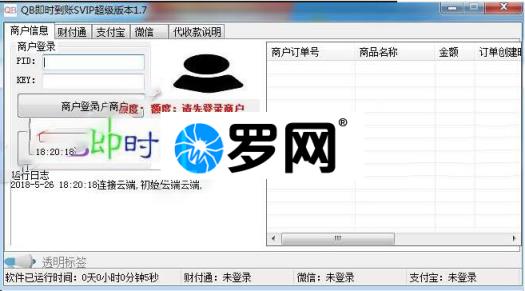 QB QB即时到账SVIP超级版本1.7
商户信息 财付通 支付宝 微信 代收款说明
商户登录
PID:
KEY:
商户登录
商户
额度：请先登录商户
即时
18:20:18
罗网®
运行日志
2018-5-26 18:20:18连接云端,初始 云端云端,
商户订单号 商品名称 金额 订单创建时
透明标签
软件已运行时间：0天0小时0分钟5秒 财付通：未登录 微信：未登录 支付宝：未登录